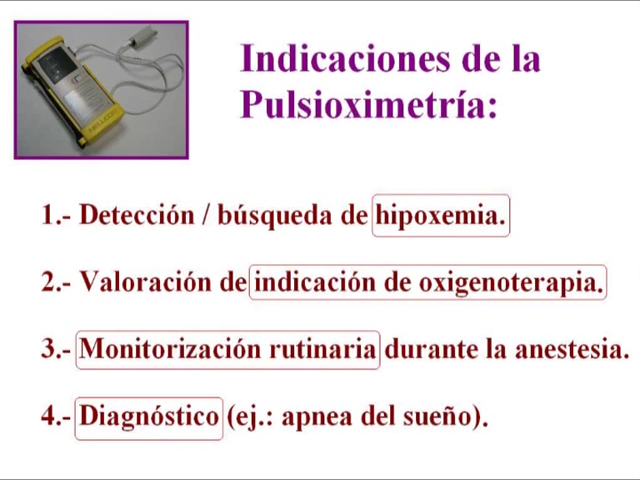 Indicaciones de la
Pulsioximetría:
1.- Detección / búsqueda de hipoxemia.
2.- Valoración de indicación de oxigenoterapia.
3.- Monitorización rutinaria durante la anestesia.
4.- Diagnóstico (ej.: apnea del sueño).